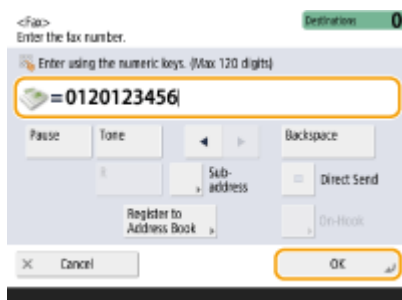 <Fax>
Destinations 0
Enter the fax number.
Enter using the numeric keys. (Max 120 digits)
=0120123456
Pause Tone Backspace
R Sub-address = Direct Send
Register to Address Book On-Hook
× Cancel OK